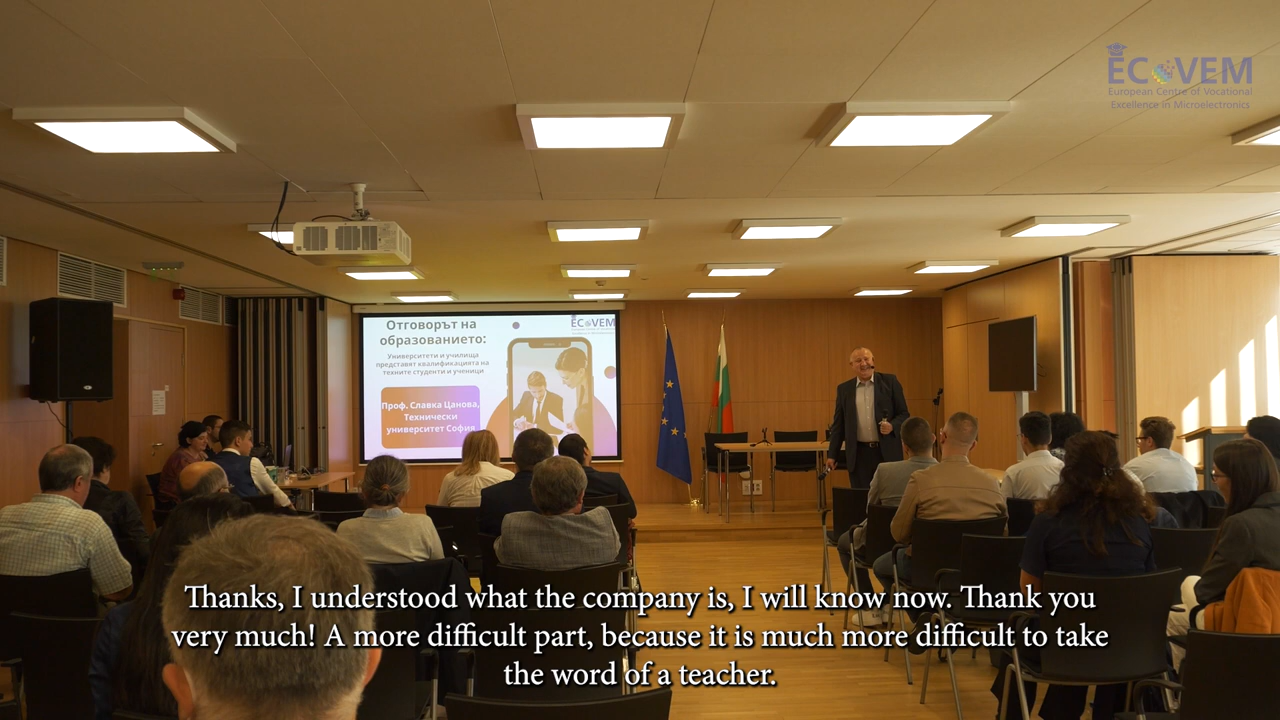 ECOVEM
European Centre of Vocational
Excellence in Microelectronics
ECOVEM
Отговорът на
образованието:
Университети и училища
представят квалификацията на
техните студенти и ученици
Проф. Славка Цанова,
Технически
университет София
Thanks, I understood what the company is, I will know now. Thank you
very much! A more difficult part, because it is much more difficult to take
the word of a teacher.